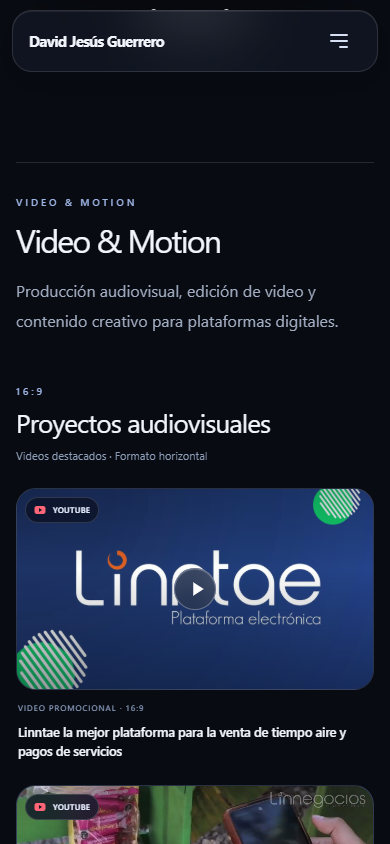 David Jesús Guerrero
VIDEO & MOTION
Video & Motion
Producción audiovisual, edición de video y
contenido creativo para plataformas digitales.
16:9
Proyectos audiovisuales
Videos destacados · Formato horizontal
YOUTUBE
Linntae
Plataforma electrónica
VIDEO PROMOCIONAL · 16:9
Linntae la mejor plataforma para la venta de tiempo aire y
pagos de servicios
YOUTUBE
Linnegocios